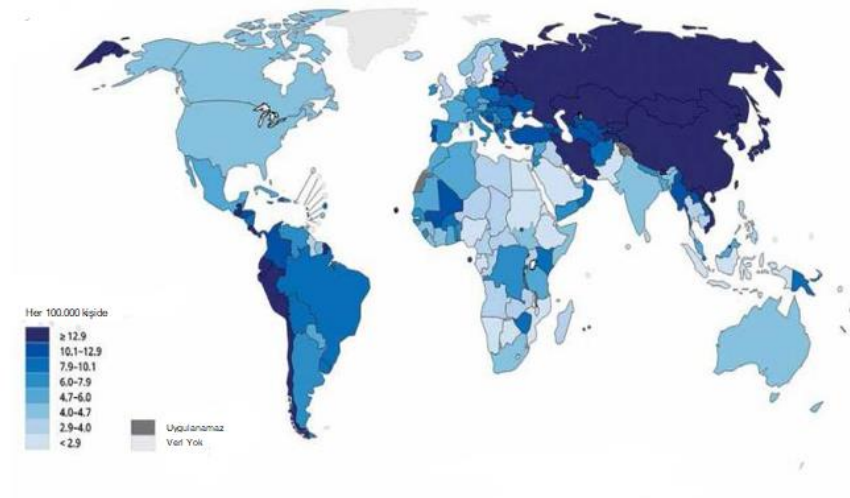 Her 100.000 kişide
≥ 12.9
10.1–12.9
7.9–10.1
6.0–7.9
4.7–6.0
4.0–4.7
2.9–4.0
< 2.9
Uygulanamaz
Veri Yok